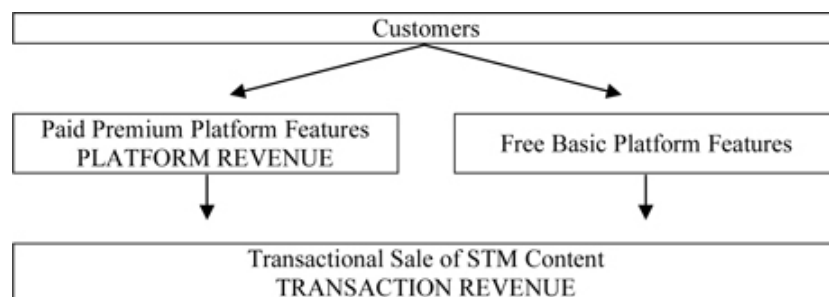 Customers
Paid Premium Platform Features
PLATFORM REVENUE
Free Basic Platform Features
Transactional Sale of STM Content
TRANSACTION REVENUE